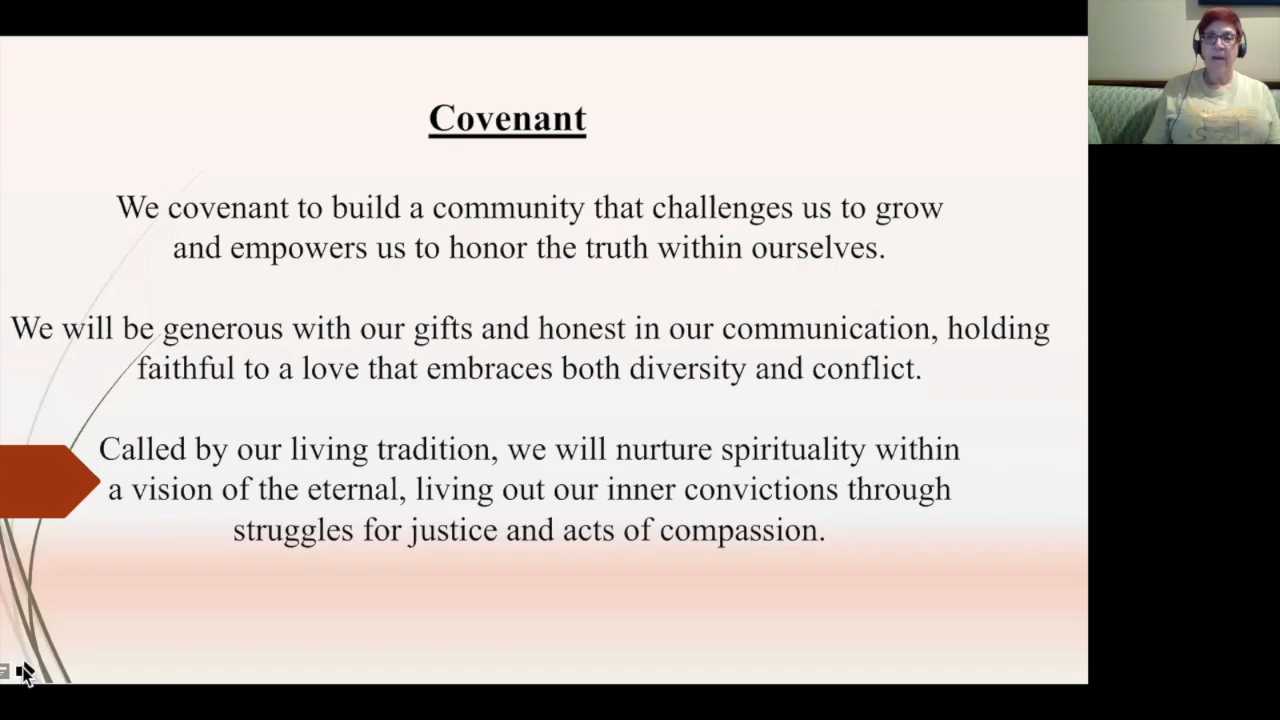 Covenant
We covenant to build a community that challenges us to grow
and empowers us to honor the truth within ourselves.
We will be generous with our gifts and honest in our communication, holding
faithful to a love that embraces both diversity and conflict.
Called by our living tradition, we will nurture spirituality within
a vision of the eternal, living out our inner convictions through
struggles for justice and acts of compassion.